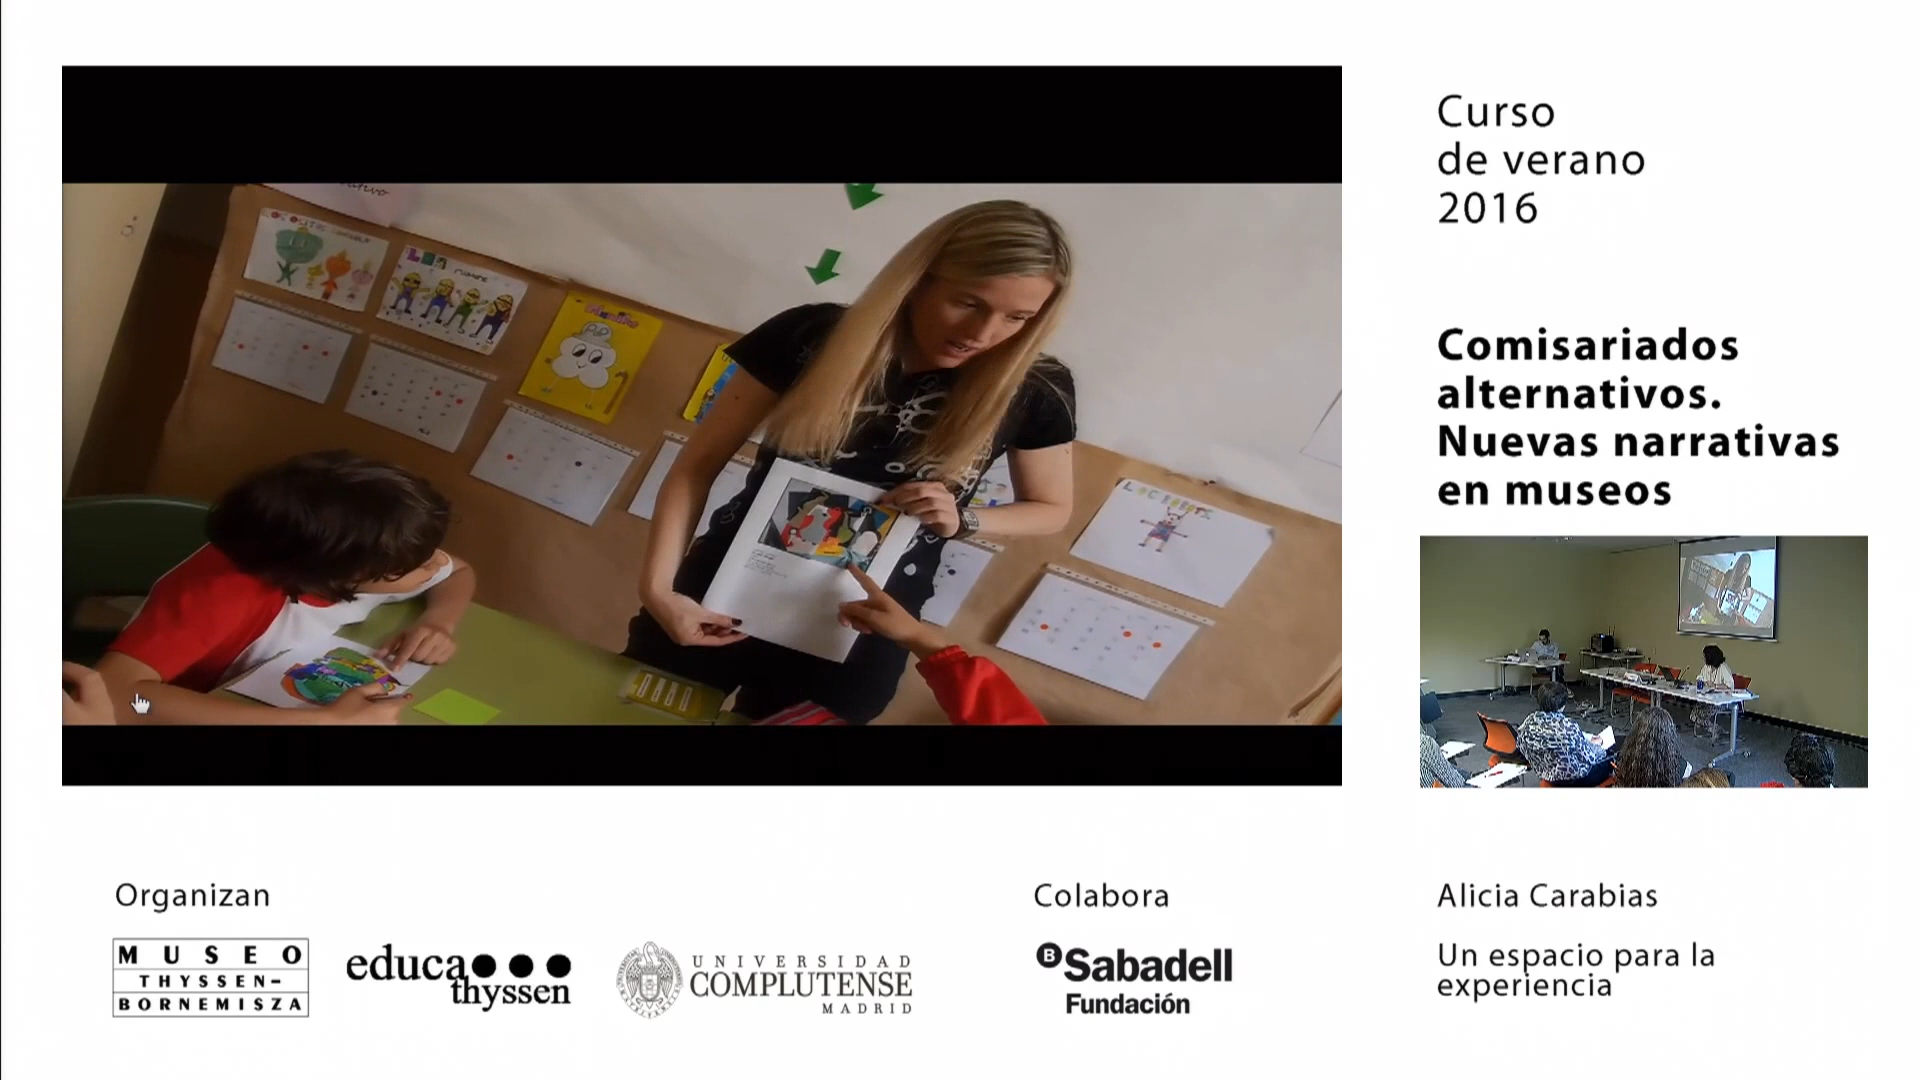 Curso
de verano
2016
Comisariados
alternativos.
Nuevas narrativas
en museos
Organizan
MUSEO
THYSSEN-
BORNEMISZA
educa
thyssen
UNIVERSIDAD
COMPLUTENSE
MADRID
Colabora
B Sabadell
Fundación
Alicia Carabias
Un espacio para la
experiencia